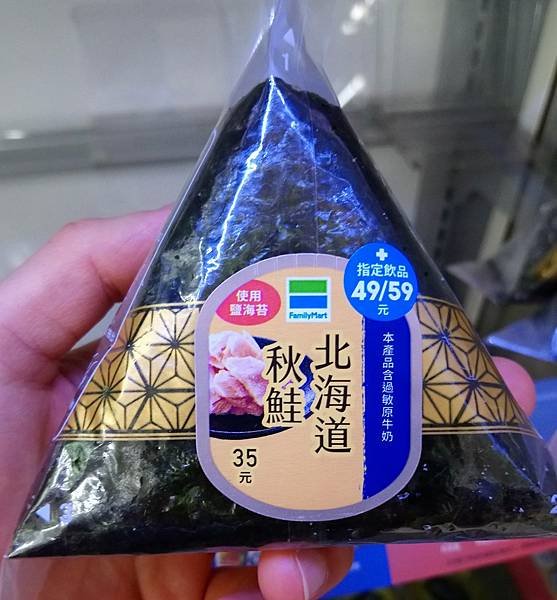 1
使用
鹽海苔
FamilyMart
+
指定飲品
49/59
元
北海道
秋鮭
35
元
本產品含過敏原牛奶